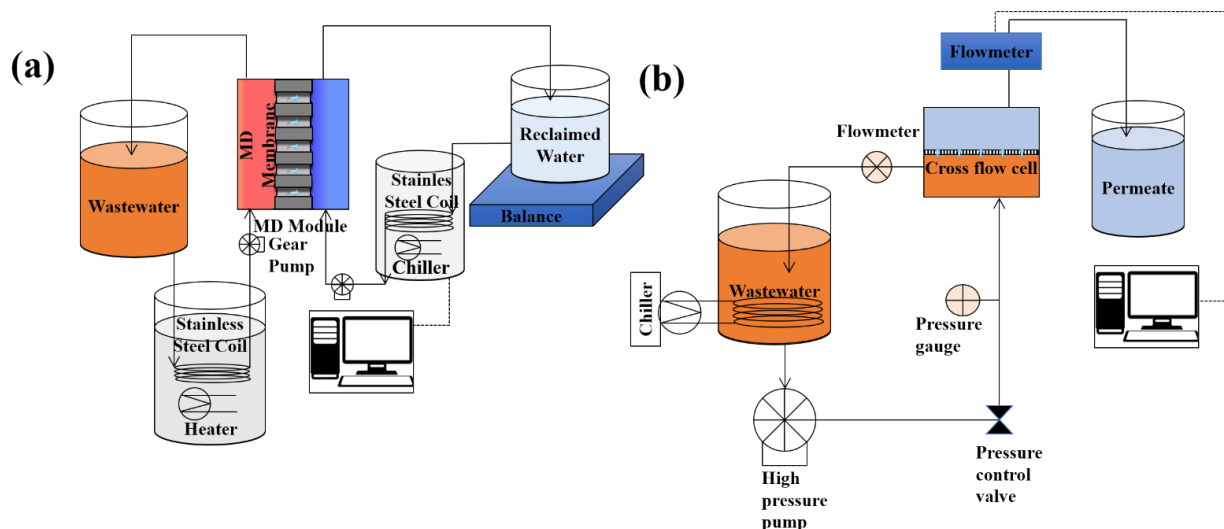 (a)
Wastewater
MD
Membrane
MD Module
Gear
Pump
Stainless
Steel Coil
Heater
Stainles
Steel Coil
Chiller
Reclaimed
Water
Balance
(b)
Flowmeter
Flowmeter
Cross flow cell
Permeate
Wastewater
Chiller
Pressure
gauge
High
pressure
pump
Pressure
control
valve